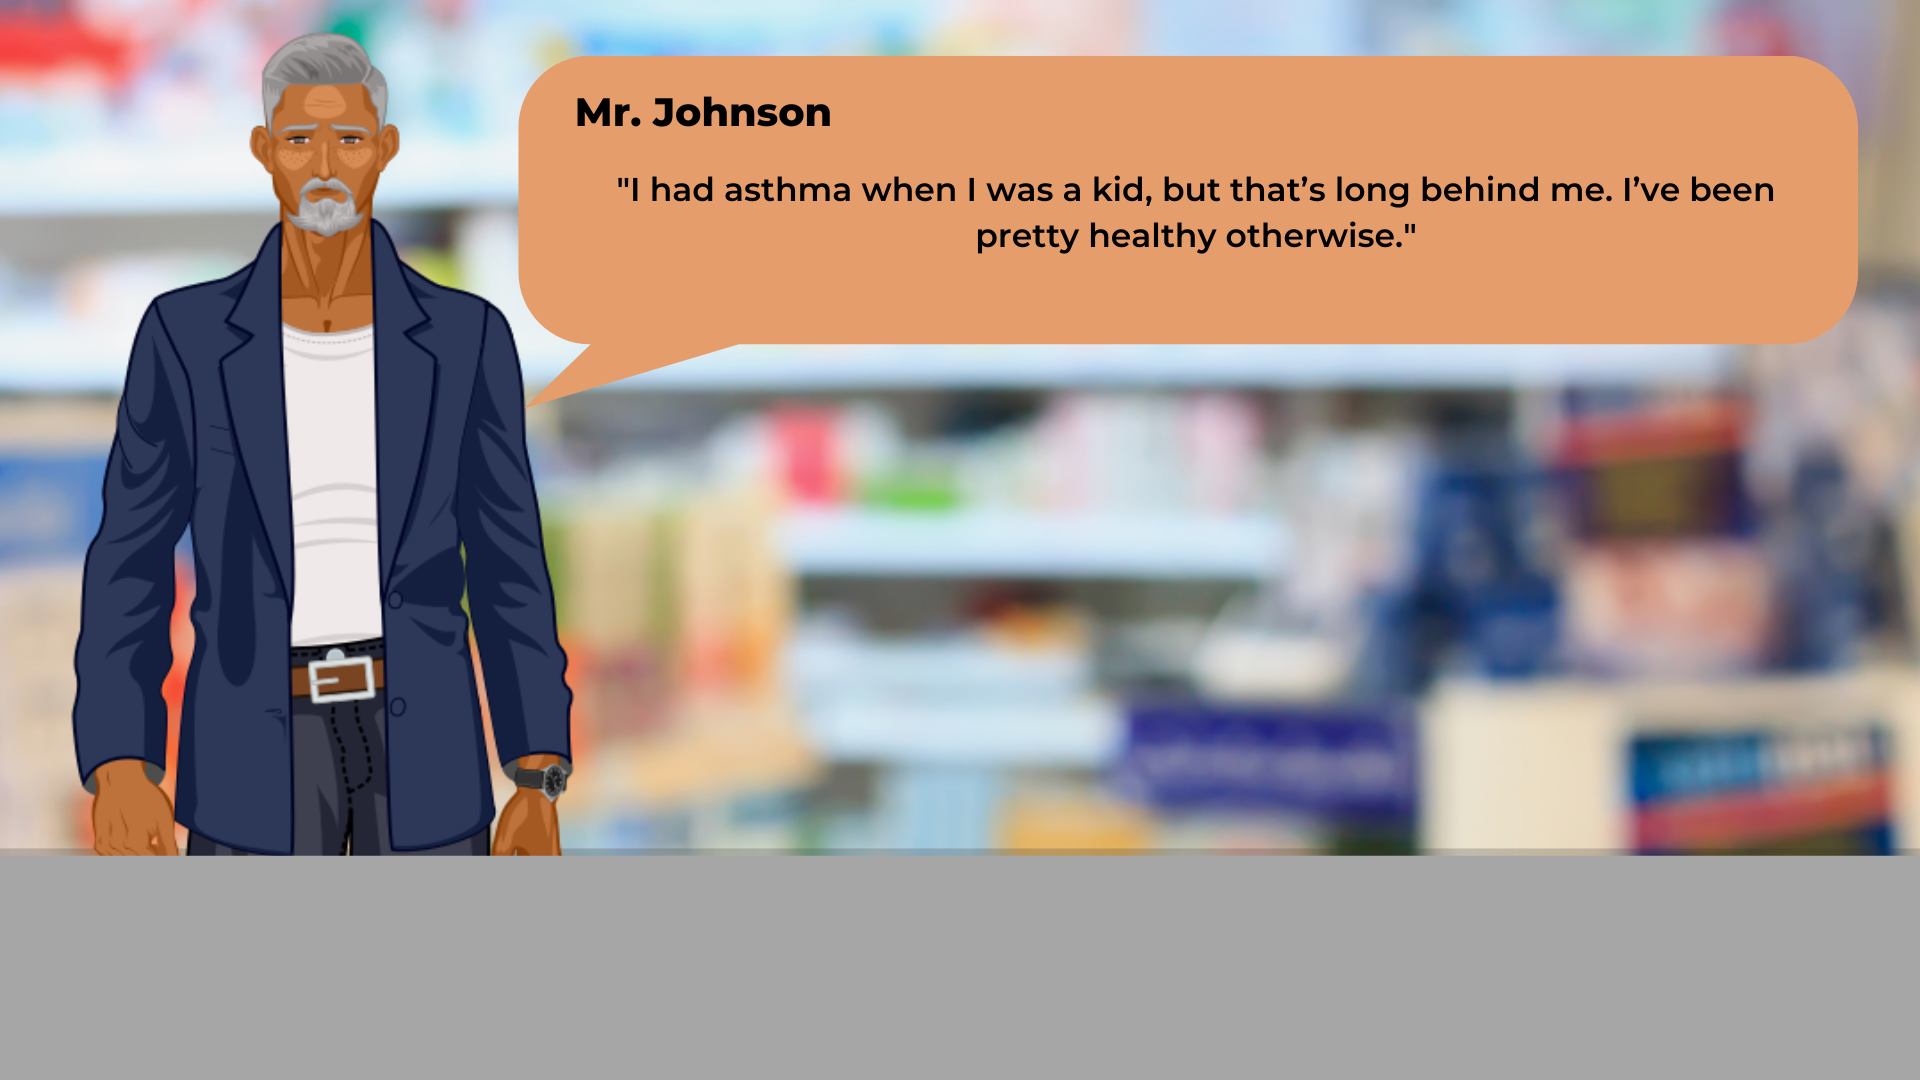 Mr. Johnson
"I had asthma when I was a kid, but that’s long behind me. I’ve been
pretty healthy otherwise."